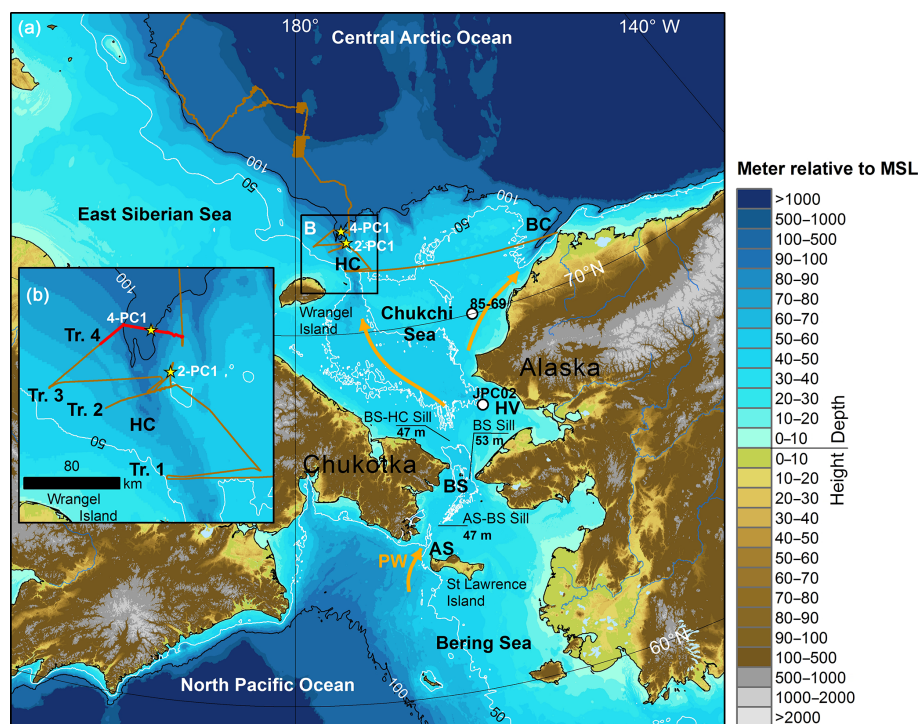 (a)
180°
140° W
Central Arctic Ocean
100
50
East Siberian Sea
100
50
B
4-PC1
2-PC1
HC
BC
70°N
Wrangel
Island
Chukchi
Sea
85-69
Alaska
JPC02
HV
BS-HC Sill
47 m
BS Sill
53 m
Chukotka
BS
AS-BS Sill
47 m
AS
PW
St Lawrence
Island
Bering Sea
60°N
North Pacific Ocean
100
50
(b)
100
4-PC1
Tr. 4
2-PC1
Tr. 3
Tr. 2
HC
50
Tr. 1
80
km
Wrangel
Island
Meter relative to MSL
>1000
500–1000
100–500
90–100
80–90
70–80
60–70
50–60
40–50
30–40
20–30
10–20
0–10
Depth
Height
0–10
10–20
20–30
30–40
40–50
50–60
60–70
70–80
80–90
90–100
100–500
500–1000
1000–2000
>2000